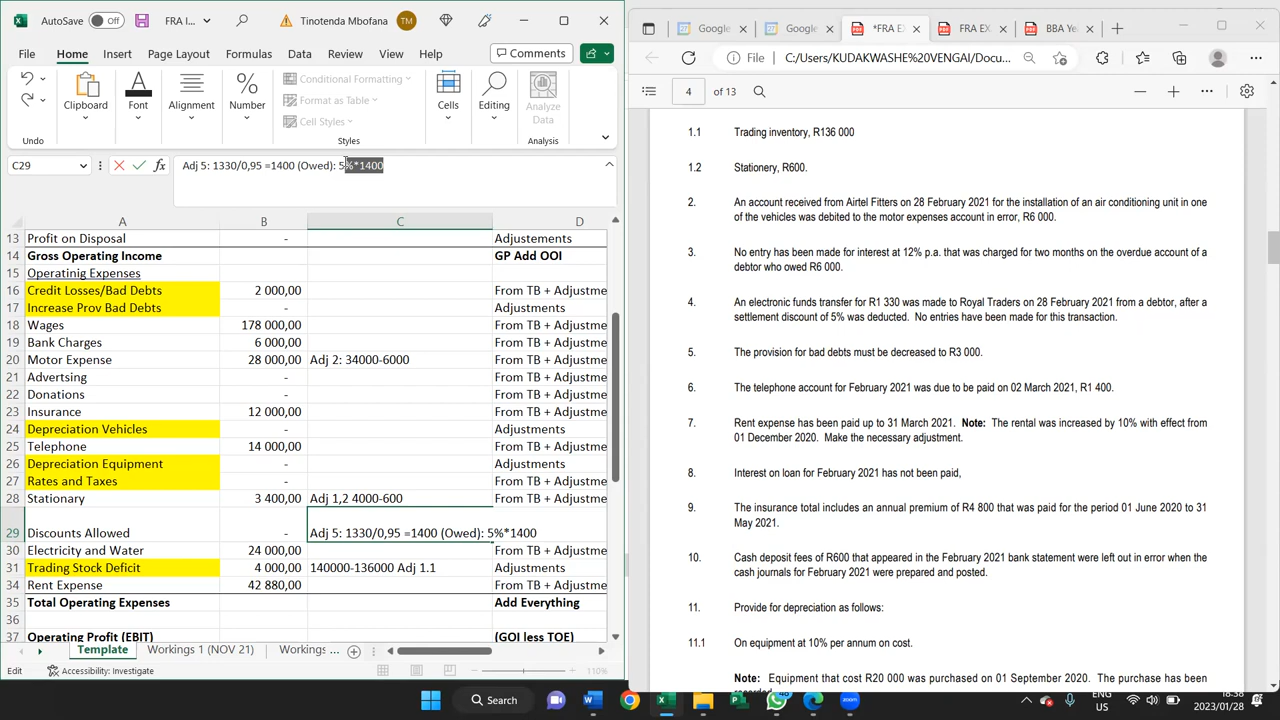 AutoSave Off FRA I... Tinotenda Mbofana TM
File Home Insert Page Layout Formulas Data Review View Help Comments
Undo Clipboard Font Alignment Number Conditional Formatting Format as Table Cell Styles Styles Cells Editing Analyze Data Analysis
C29 fx Adj 5: 1330/0,95 =1400 (Owed): 5%*1400
A B C D
13 Profit on Disposal - Adjustements
14 Gross Operating Income GP Add OOI
15 Operatinig Expenses
16 Credit Losses/Bad Debts 2 000,00 From TB + Adjustme
17 Increase Prov Bad Debts - Adjustments
18 Wages 178 000,00 From TB + Adjustme
19 Bank Charges 6 000,00 From TB + Adjustme
20 Motor Expense 28 000,00 Adj 2: 34000-6000 From TB + Adjustme
21 Advertsing - From TB + Adjustme
22 Donations - From TB + Adjustme
23 Insurance 12 000,00 From TB + Adjustme
24 Depreciation Vehicles - Adjustments
25 Telephone 14 000,00 From TB + Adjustme
26 Depreciation Equipment - Adjustments
27 Rates and Taxes - From TB + Adjustme
28 Stationary 3 400,00 Adj 1,2 4000-600 From TB + Adjustme
29 Discounts Allowed - Adj 5: 1330/0,95 =1400 (Owed): 5%*1400
30 Electricity and Water 24 000,00 From TB + Adjustme
31 Trading Stock Deficit 4 000,00 140000-136000 Adj 1.1 Adjustments
34 Rent Expense 42 880,00 From TB + Adjustme
35 Total Operating Expenses Add Everything
36
37 Operating Profit (EBIT) (GOI less TOE)
Template Workings 1 (NOV 21) Workings ...
Edit Accessibility: Investigate 110%
Google Google *FRA EX FRA EX BBA Ye
File C:/Users/KUDAKWASHE%20VENGAI/Docu...
4 of 13
1.1 Trading inventory, R136 000
1.2 Stationery, R600.
2. An account received from Airtel Fitters on 28 February 2021 for the installation of an air conditioning unit in one
of the vehicles was debited to the motor expenses account in error, R6 000.
3. No entry has been made for interest at 12% p.a. that was charged for two months on the overdue account of a
debtor who owed R6 000.
4. An electronic funds transfer for R1 330 was made to Royal Traders on 28 February 2021 from a debtor, after a
settlement discount of 5% was deducted. No entries have been made for this transaction.
5. The provision for bad debts must be decreased to R3 000.
6. The telephone account for February 2021 was due to be paid on 02 March 2021, R1 400.
7. Rent expense has been paid up to 31 March 2021. Note: The rental was increased by 10% with effect from
01 December 2020. Make the necessary adjustment.
8. Interest on loan for February 2021 has not been paid,
9. The insurance total includes an annual premium of R4 800 that was paid for the period 01 June 2020 to 31
May 2021.
10. Cash deposit fees of R600 that appeared in the February 2021 bank statement were left out in error when the
cash journals for February 2021 were prepared and posted.
11. Provide for depreciation as follows:
11.1 On equipment at 10% per annum on cost.
Note: Equipment that cost R20 000 was purchased on 01 September 2020. The purchase has been
Search ENG US 18:38 2023/01/28